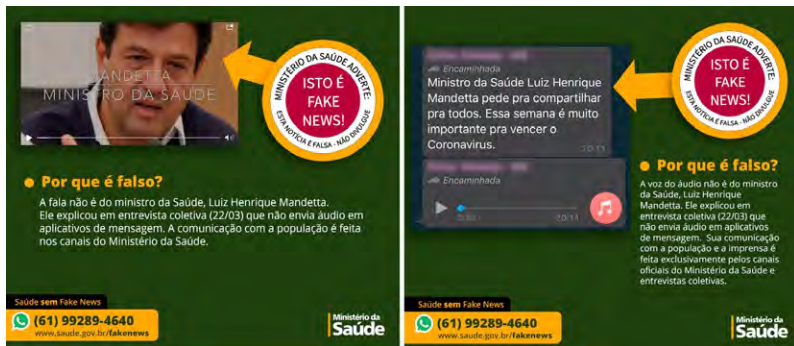 MANDETTA
MINISTRO DA SAÚDE
MINISTÉRIO DA SAÚDE ADVERTE:
ISTO É
FAKE
NEWS!
ESTA NOTÍCIA É FALSA - NÃO DIVULGUE
Por que é falso?
A fala não é do ministro da Saúde, Luiz Henrique Mandetta.
Ele explicou em entrevista coletiva (22/03) que não envia áudio em
aplicativos de mensagem. A comunicação com a população é feita
nos canais do Ministério da Saúde.
Saúde sem Fake News
(61) 99289-4640
www.saude.gov.br/fakenews
Ministério da
Saúde
Encaminhada
Ministro da Saúde Luiz Henrique
Mandetta pede pra compartilhar
pra todos. Essa semana é muito
importante pra vencer o
Coronavirus.
20:11
Encaminhada
20:11
MINISTÉRIO DA SAÚDE ADVERTE:
ISTO É
FAKE
NEWS!
ESTA NOTÍCIA É FALSA - NÃO DIVULGUE
Por que é falso?
A voz do áudio não é do ministro
da Saúde, Luiz Henrique
Mandetta. Ele explicou em
entrevista coletiva (22/03) que
não envia áudio em aplicativos
de mensagem. Sua comunicação
com a população e a imprensa é
feita exclusivamente pelos canais
oficiais do Ministério da Saúde e
entrevistas coletivas.
Saúde sem Fake News
(61) 99289-4640
www.saude.gov.br/fakenews
Ministério da
Saúde